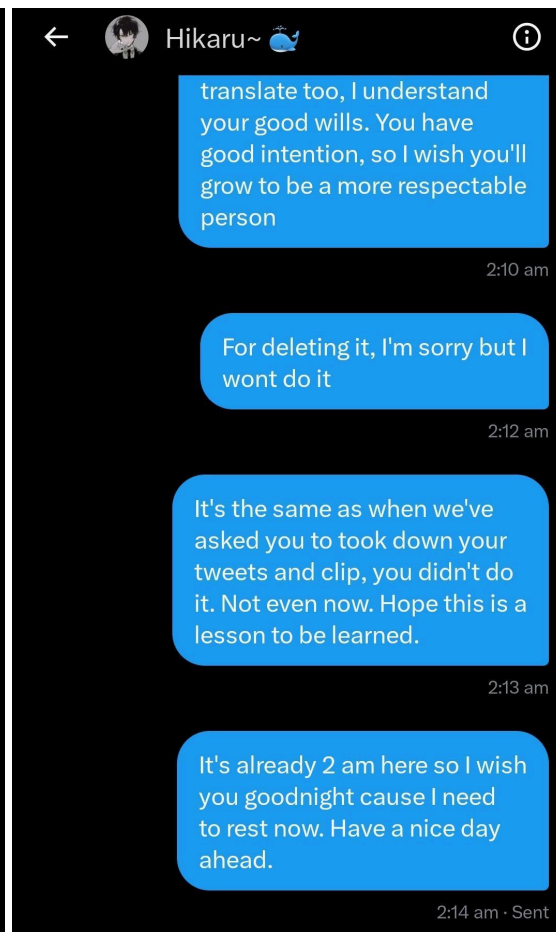 Hikaru~ 🐳
translate too, I understand
your good wills. You have
good intention, so I wish you'll
grow to be a more respectable
person
2:10 am
For deleting it, I'm sorry but I
wont do it
2:12 am
It's the same as when we've
asked you to took down your
tweets and clip, you didn't do
it. Not even now. Hope this is a
lesson to be learned.
2:13 am
It's already 2 am here so I wish
you goodnight cause I need
to rest now. Have a nice day
ahead.
2:14 am · Sent